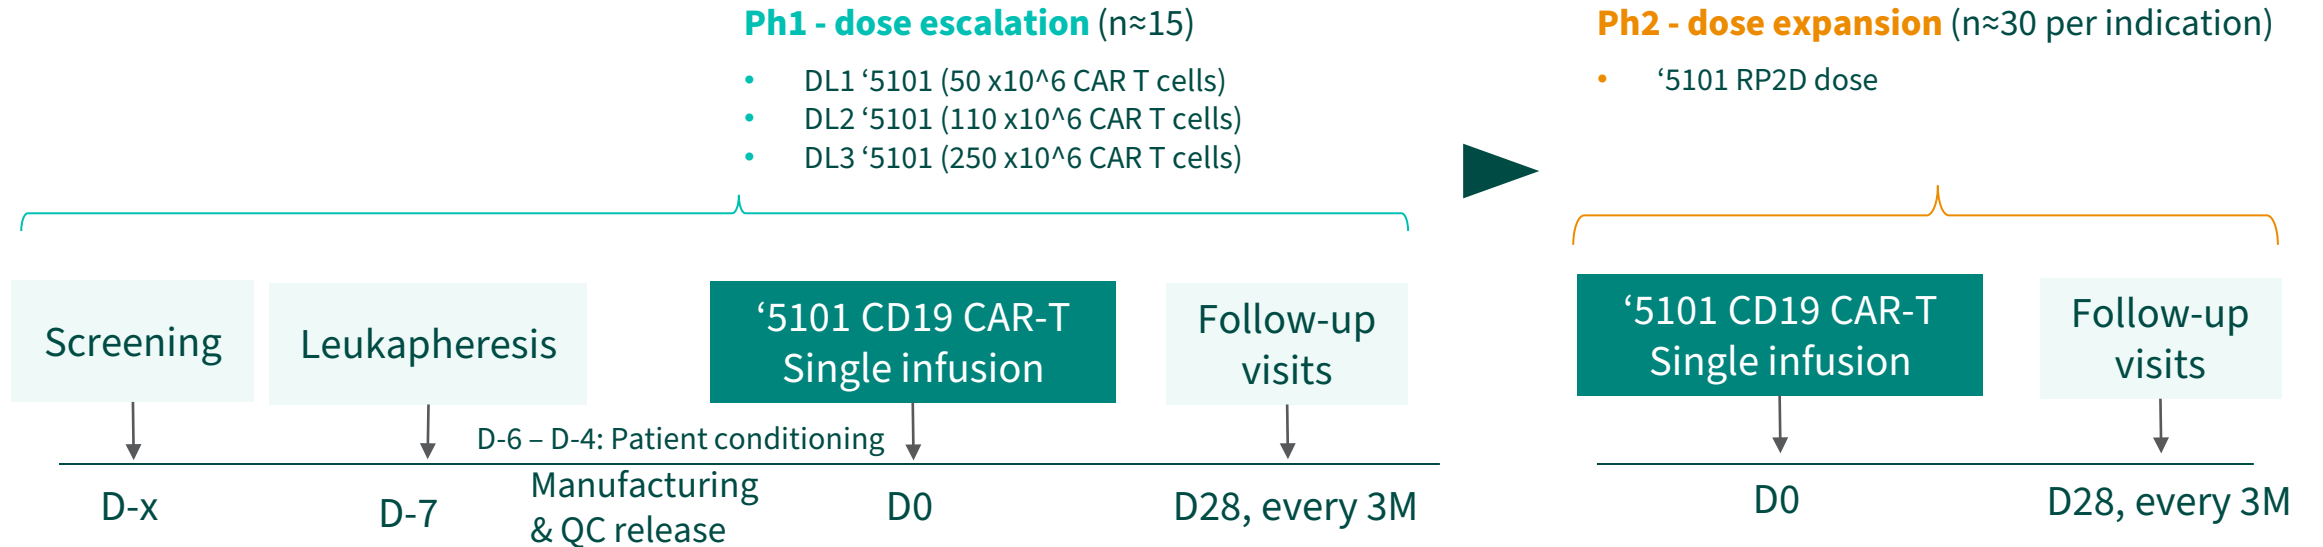 Ph1 - dose escalation (n≈15)
• DL1 ‘5101 (50 x10^6 CAR T cells)
• DL2 ‘5101 (110 x10^6 CAR T cells)
• DL3 ‘5101 (250 x10^6 CAR T cells)
Ph2 - dose expansion (n≈30 per indication)
• ‘5101 RP2D dose
Screening
Leukapheresis
‘5101 CD19 CAR-T
Single infusion
Follow-up
visits
D-6 – D-4: Patient conditioning
D-x
D-7
Manufacturing
& QC release
D0
D28, every 3M
‘5101 CD19 CAR-T
Single infusion
Follow-up
visits
D0
D28, every 3M